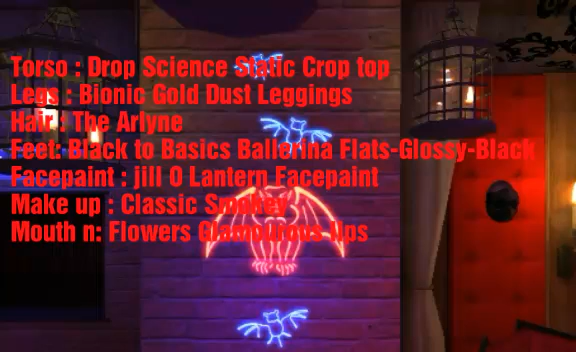 Torso : Drop Science Static Crop top
Legs : Bionic Gold Dust Leggings
Hair : The Arlyne
Feet: Black to Basics Ballerina Flats-Glossy-Black
Facepaint : jill O Lantern Facepaint
Make up : Classic Smokey
Mouth n: Flowers Glamourous lips